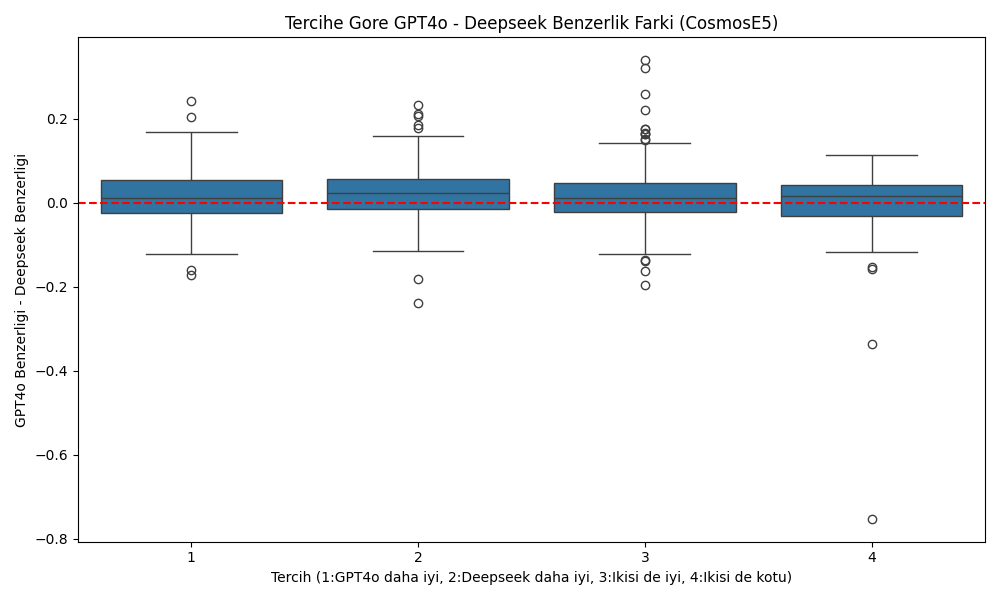 Tercihe Gore GPT4o - Deepseek Benzerlik Farki (CosmosE5)
GPT4o Benzerligi - Deepseek Benzerligi
0.2
0.0
−0.2
−0.4
−0.6
−0.8
1 2 3 4
Tercih (1:GPT4o daha iyi, 2:Deepseek daha iyi, 3:Ikisi de iyi, 4:Ikisi de kotu)